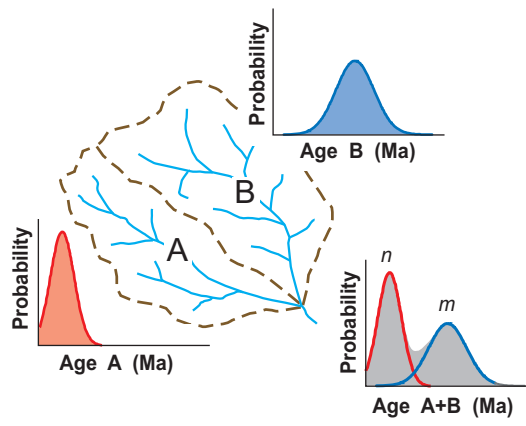 Probability
Age B (Ma)
B
A
Probability
Age A (Ma)
n
m
Probability
Age A+B (Ma)